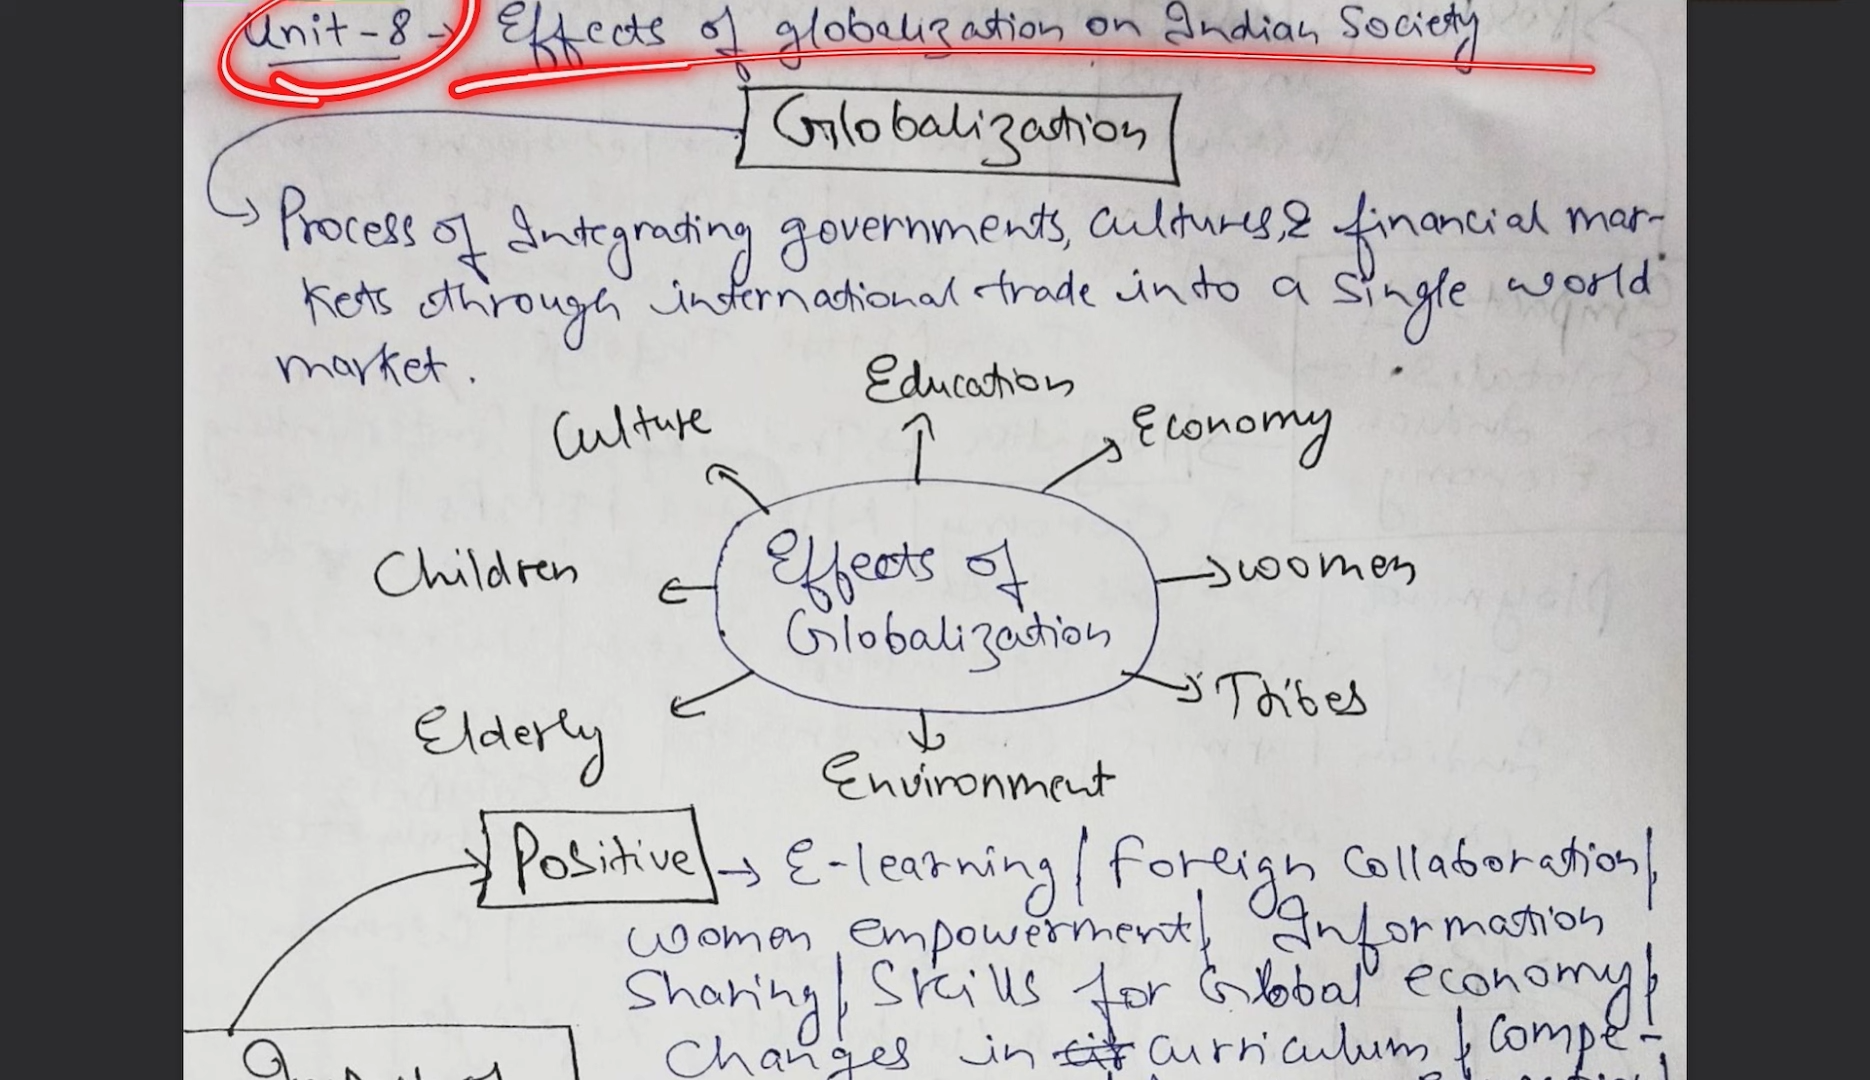 Unit-8 → Effects of globalization on Indian Society
Globalization
Process of Integrating governments, cultures, & financial mar-
kets through international trade into a single world
market.
Education
Culture
Economy
Children
Effects of
Globalization
women
Elderly
Tribes
Environment
Positive → E-learning / Foreign Collaboration /
women empowerment / Information
Sharing / Skills for Global economy /
Changes in curriculum / Compe-